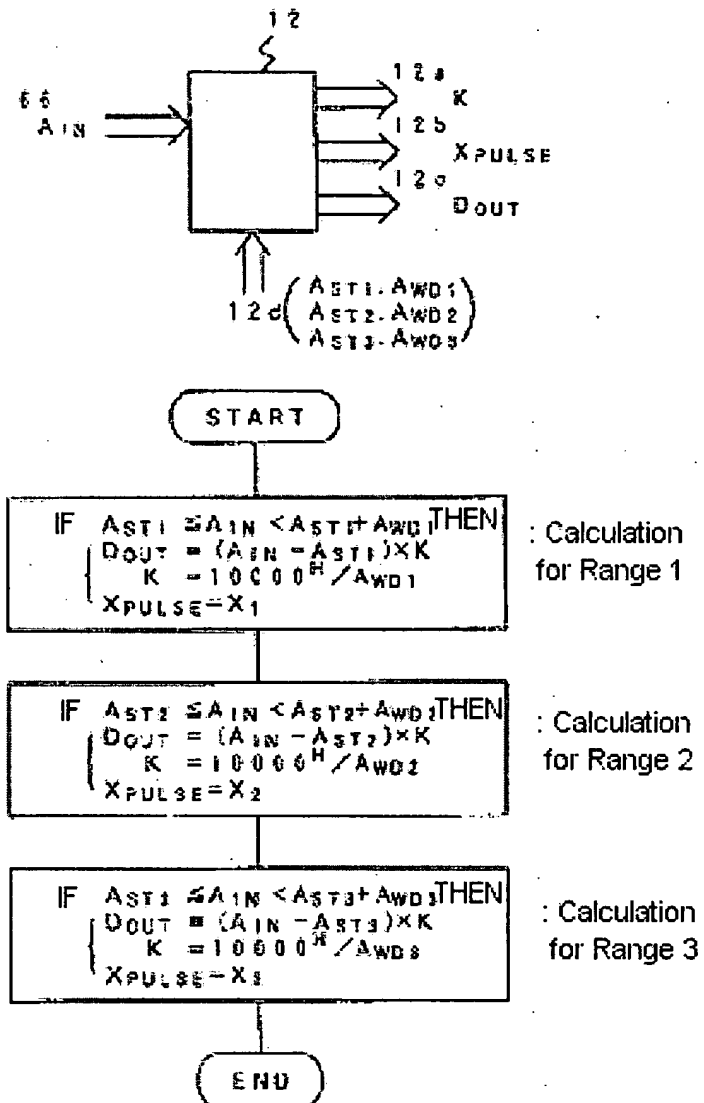 12
66
AIN
12a
K
12b
XPULSE
12c
DOUT
12d
AST1. AWD1
AST2. AWD2
AST3. AWD3
START
IF AST1 ≤AIN <AST1+AWD1 THEN
DOUT = (AIN -AST1)×K
K =10000H/AWD1
XPULSE=X1
: Calculation
for Range 1
IF AST2 ≤AIN <AST2+AWD2 THEN
DOUT = (AIN -AST2)×K
K =10000H/AWD2
XPULSE=X2
: Calculation
for Range 2
IF AST3 ≤AIN <AST3+AWD3 THEN
DOUT = (AIN -AST3)×K
K =10000H/AWD3
XPULSE=X3
: Calculation
for Range 3
END